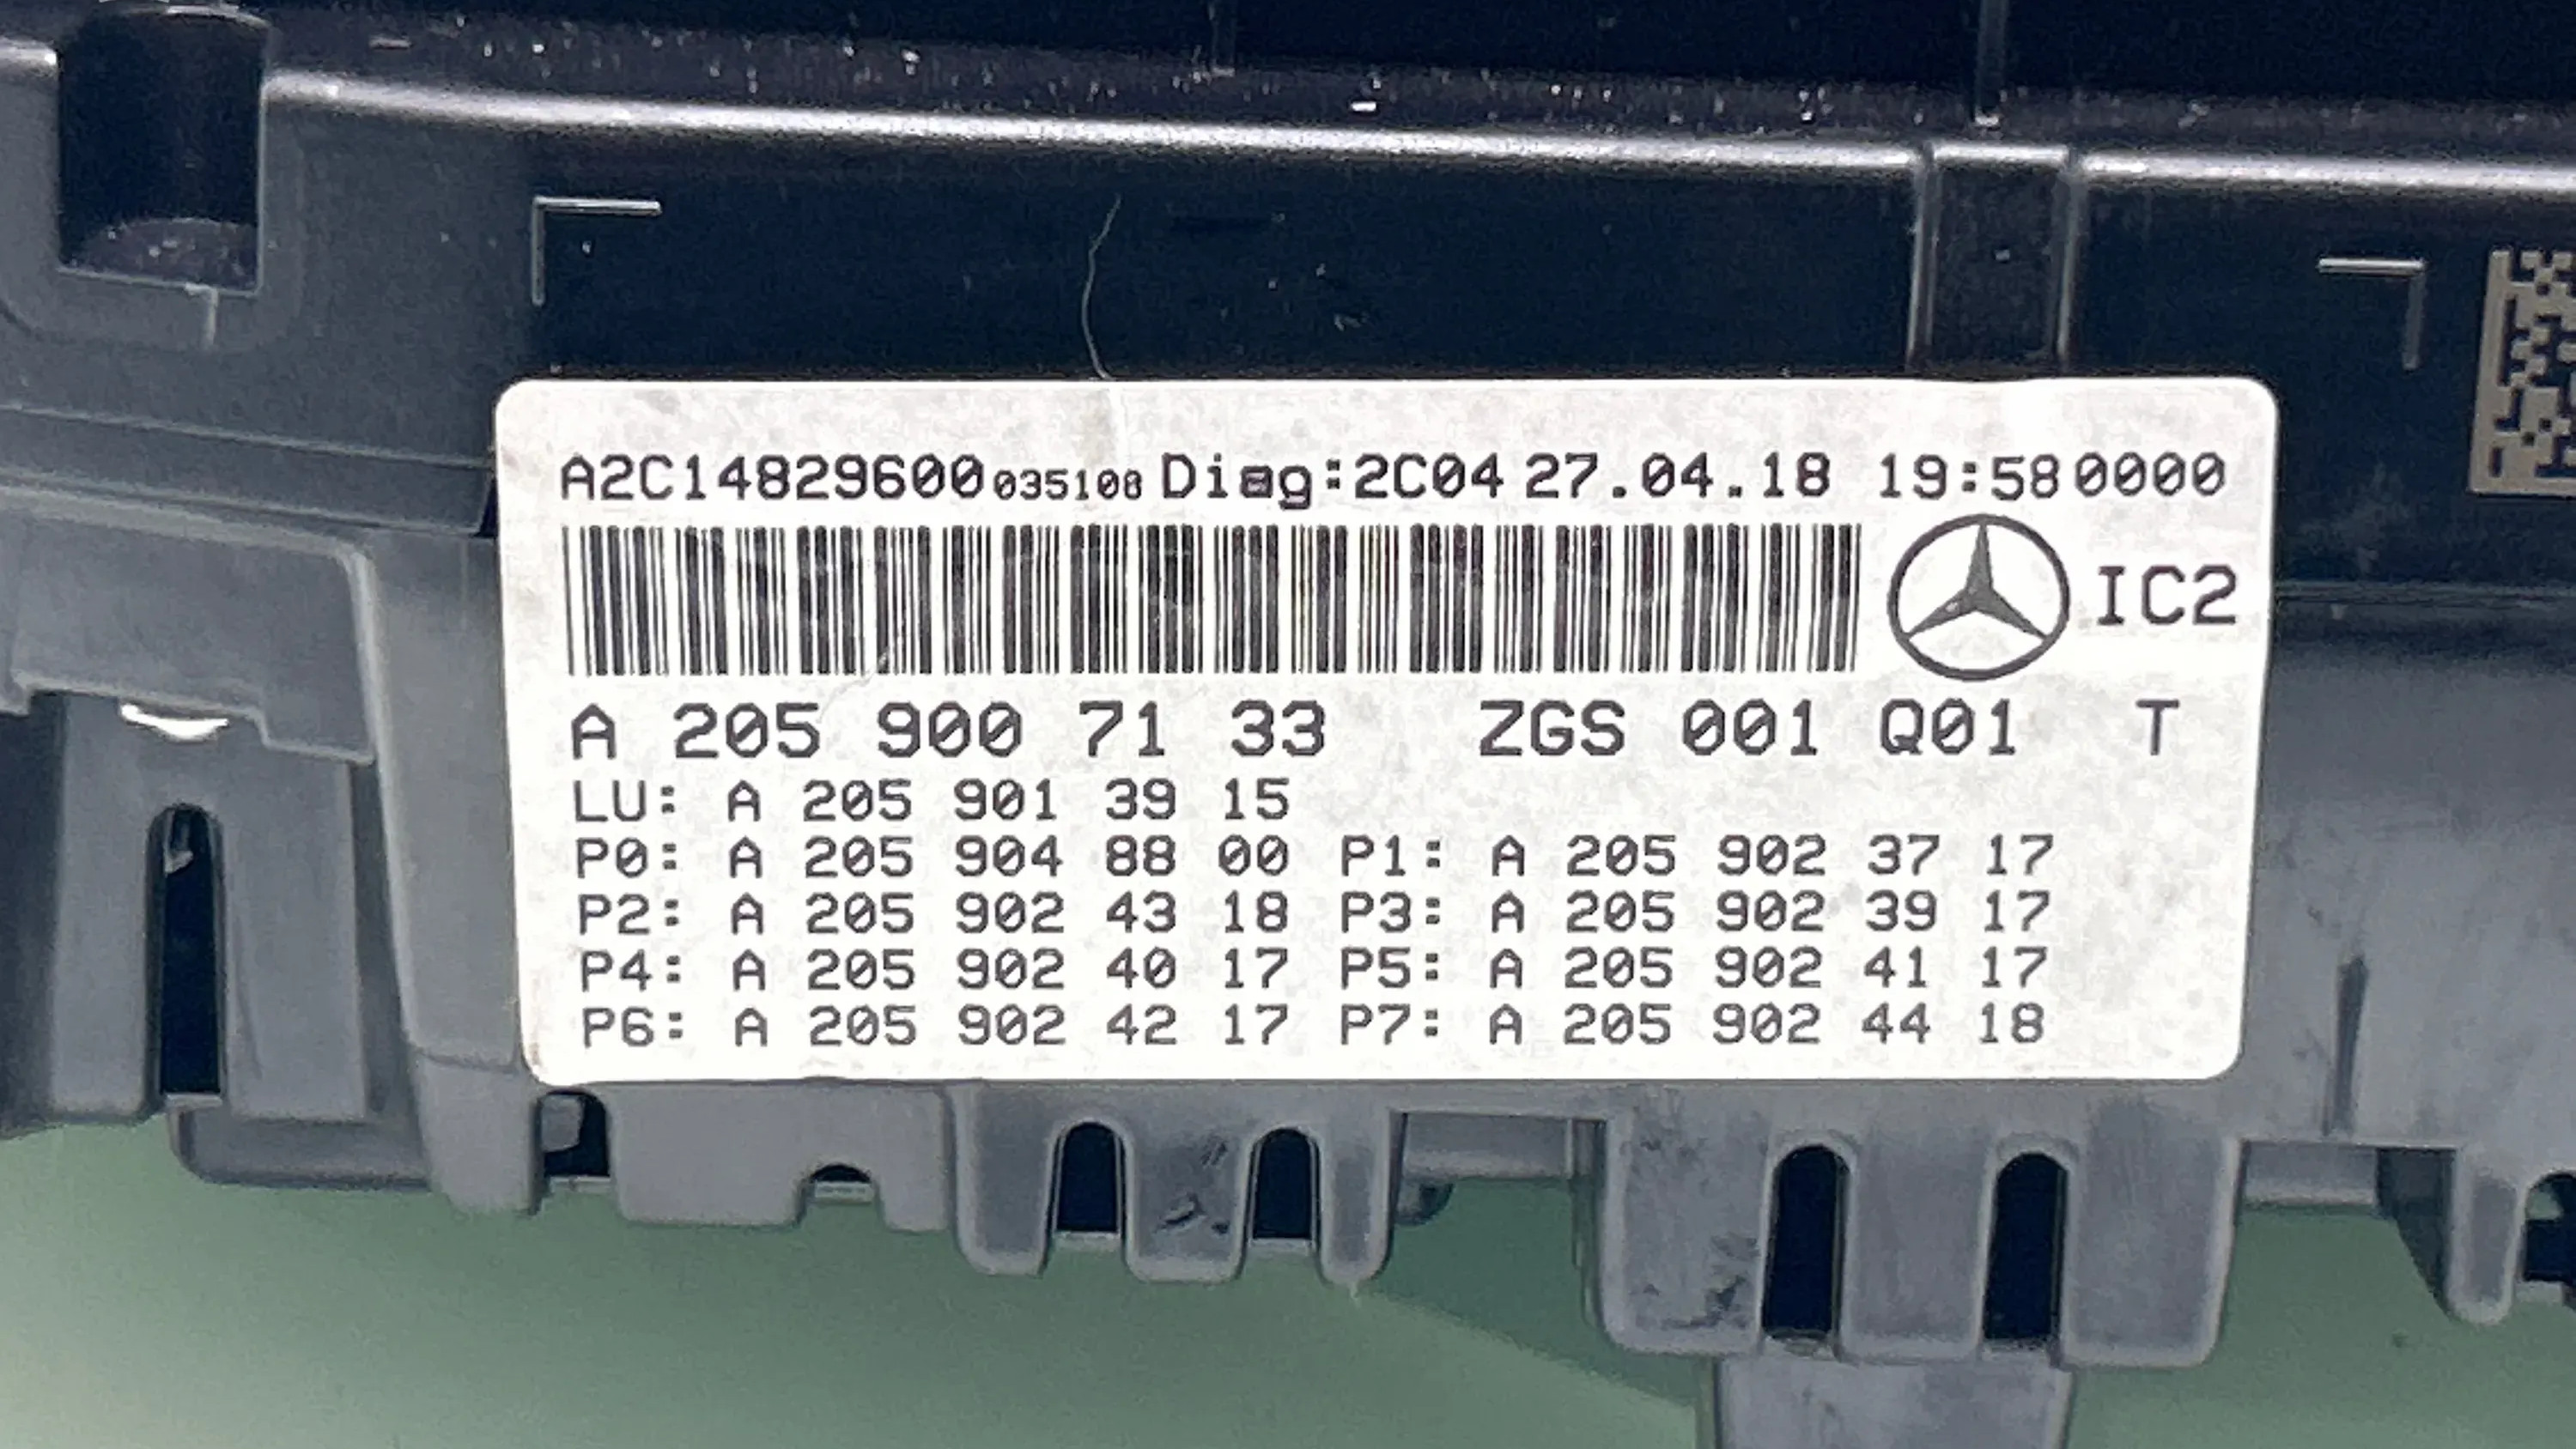 A2C14829600035108 Diag:2C04 27.04.18 19:580000
IC2
A 205 900 71 33 ZGS 001 Q01 T
LU: A 205 901 39 15
P0: A 205 904 88 00 P1: A 205 902 37 17
P2: A 205 902 43 18 P3: A 205 902 39 17
P4: A 205 902 40 17 P5: A 205 902 41 17
P6: A 205 902 42 17 P7: A 205 902 44 18